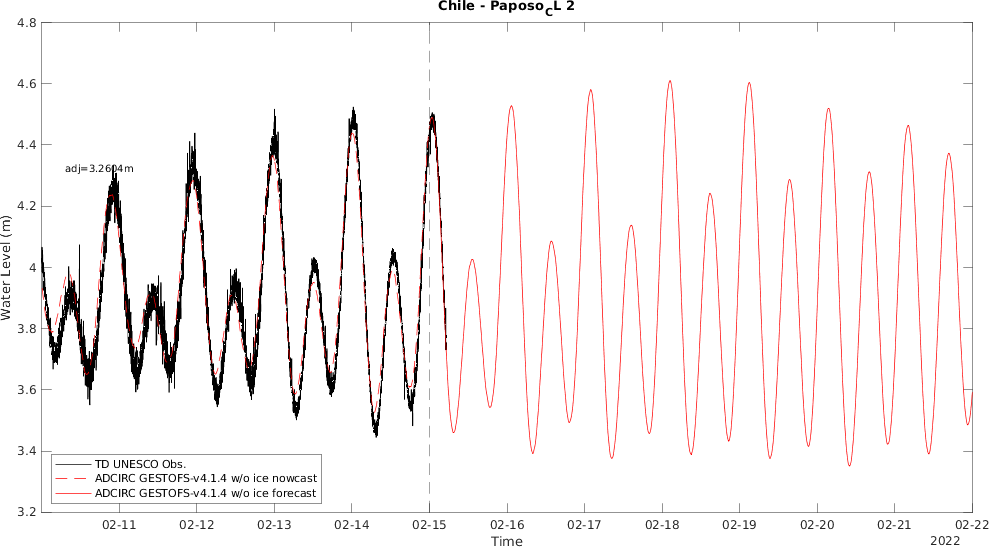 Chile - Paposo_CL 2
4.8
4.6
4.4
4.2
4
3.8
3.6
3.4
3.2
Water Level (m)
adj=3.2604m
TD UNESCO Obs.
ADCIRC GESTOFS-v4.1.4 w/o ice nowcast
ADCIRC GESTOFS-v4.1.4 w/o ice forecast
02-11 02-12 02-13 02-14 02-15 02-16 02-17 02-18 02-19 02-20 02-21 02-22
Time
2022